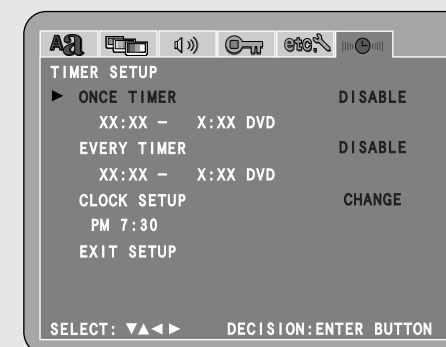 Aa etc.
TIMER SETUP
► ONCE TIMER DISABLE
XX:XX – X:XX DVD
EVERY TIMER DISABLE
XX:XX – X:XX DVD
CLOCK SETUP CHANGE
PM 7:30
EXIT SETUP
SELECT: ▼▲◄► DECISION:ENTER BUTTON